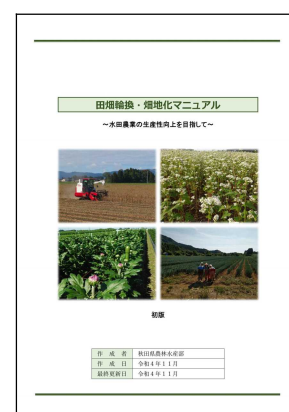 田畑輪換・畑地化マニュアル
～水田農業の生産性向上を目指して～
初版
作 成 者 秋田県農林水産部
作 成 日 令和4年11月
最終更新日 令和4年11月